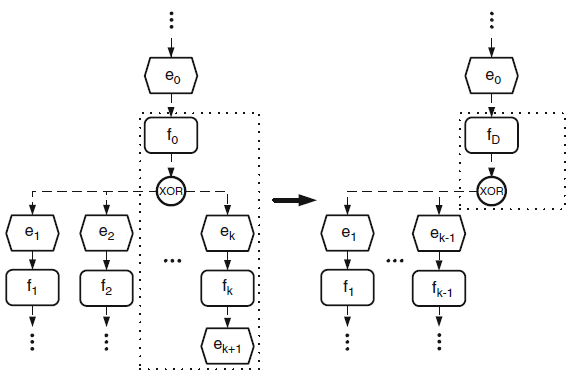 e0 e0
f0 fD
XOR XOR
e1 e2 ek e1 ek-1
f1 f2 fk f1 fk-1
ek+1